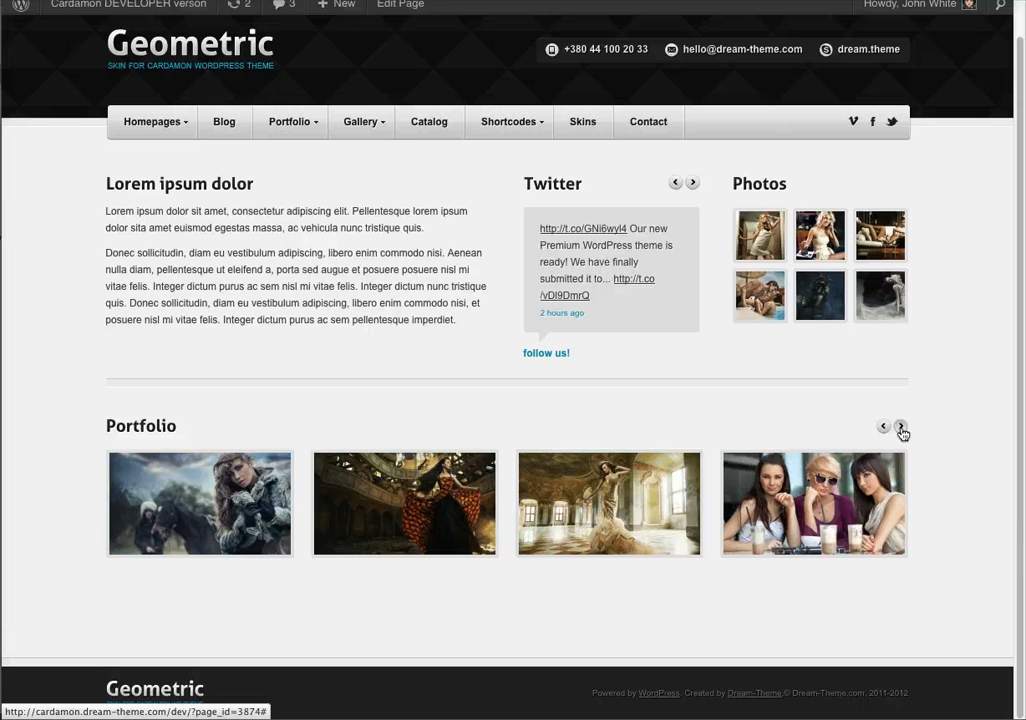 Cardamon DEVELOPER verson 2 3 + New Edit Page Howdy, John White
Geometric
SKIN FOR CARDAMON WORDPRESS THEME
+380 44 100 20 33 hello@dream-theme.com dream.theme
Homepages Blog Portfolio Gallery Catalog Shortcodes Skins Contact
Lorem ipsum dolor
Lorem ipsum dolor sit amet, consectetur adipiscing elit. Pellentesque lorem ipsum
dolor sita amet euismod egestas massa, ac vehicula nunc tristique quis.
Donec sollicitudin, diam eu vestibulum adipiscing, libero enim commodo nisi. Aenean
nulla diam, pellentesque ut eleifend a, porta sed augue et posuere posuere nisl mi
vitae felis. Integer dictum purus ac sem nisl mi vitae felis. Integer dictum nunc tristique
quis. Donec sollicitudin, diam eu vestibulum adipiscing, libero enim commodo nisi, et
posuere nisl mi vitae felis. Integer dictum purus ac sem pellentesque imperdiet.
Twitter
http://t.co/GNi6wyl4 Our new
Premium WordPress theme is
ready! We have finally
submitted it to... http://t.co
/vDl9DmrQ
2 hours ago
follow us!
Photos
Portfolio
Geometric
Powered by WordPress. Created by Dream-Theme © Dream-Theme.com. 2011-2012
http://cardamon.dream-theme.com/dev/?page_id=3874#